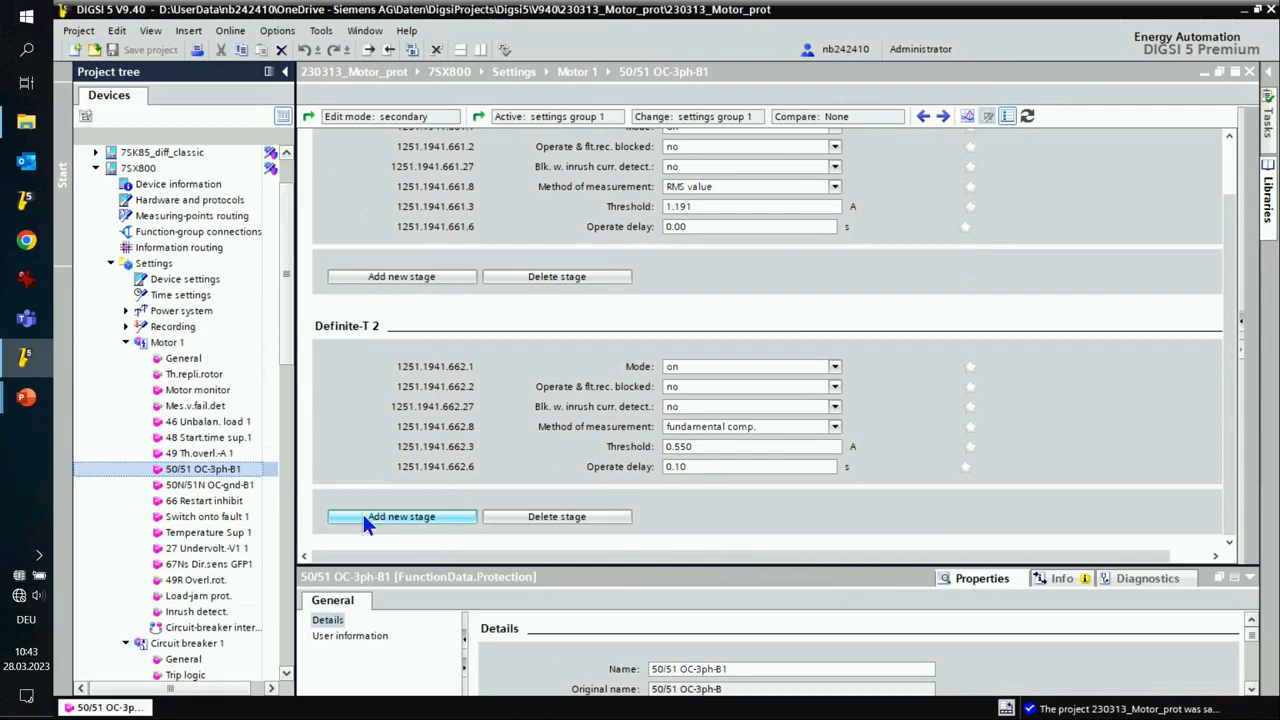 DIGSI 5 V9.40 - D:\UserData\nb242410\OneDrive - Siemens AG\Daten\DigsiProjects\Digsi5\V940\230313_Motor_prot\230313_Motor_prot
Project Edit View Insert Online Options Tools Window Help
Energy Automation
DIGSI 5 Premium
Save project
nb242410 Administrator
Project tree
230313_Motor_prot 7SX800 Settings Motor 1 50/51 OC-3ph-B1
Devices
Edit mode: secondary
Active: settings group 1
Change: settings group 1
Compare: None
Start
Tasks
Libraries
7SK85_diff_classic
7SX800
Device information
Hardware and protocols
Measuring-points routing
Function-group connections
Information routing
Settings
Device settings
Time settings
Power system
Recording
Motor 1
General
Th.repli.rotor
Motor monitor
Mes.v.fail.det
46 Unbalan. load 1
48 Start.time sup.1
49 Th.overl.-A 1
50/51 OC-3ph-B1
50N/51N OC-gnd-B1
66 Restart inhibit
Switch onto fault 1
Temperature Sup 1
27 Undervolt.-V1 1
67Ns Dir.sens GFP1
49R Overl.rot.
Load-jam prot.
Inrush detect.
Circuit-breaker inter...
Circuit breaker 1
General
Trip logic
1251.1941.661.2 Operate & flt.rec. blocked: no
1251.1941.661.27 Blk. w. inrush curr. detect.: no
1251.1941.661.8 Method of measurement: RMS value
1251.1941.661.3 Threshold: 1.191 A
1251.1941.661.6 Operate delay: 0.00 s
Add new stage Delete stage
Definite-T 2
1251.1941.662.1 Mode: on
1251.1941.662.2 Operate & flt.rec. blocked: no
1251.1941.662.27 Blk. w. inrush curr. detect.: no
1251.1941.662.8 Method of measurement: fundamental comp.
1251.1941.662.3 Threshold: 0.550 A
1251.1941.662.6 Operate delay: 0.10 s
Add new stage Delete stage
50/51 OC-3ph-B1 [FunctionData.Protection]
Properties Info Diagnostics
General
Details
User information
Details
Name: 50/51 OC-3ph-B1
Original name: 50/51 OC-3ph-B
DEU
10:43
28.03.2023
50/51 OC-3p...
The project 230313_Motor_prot was sa...